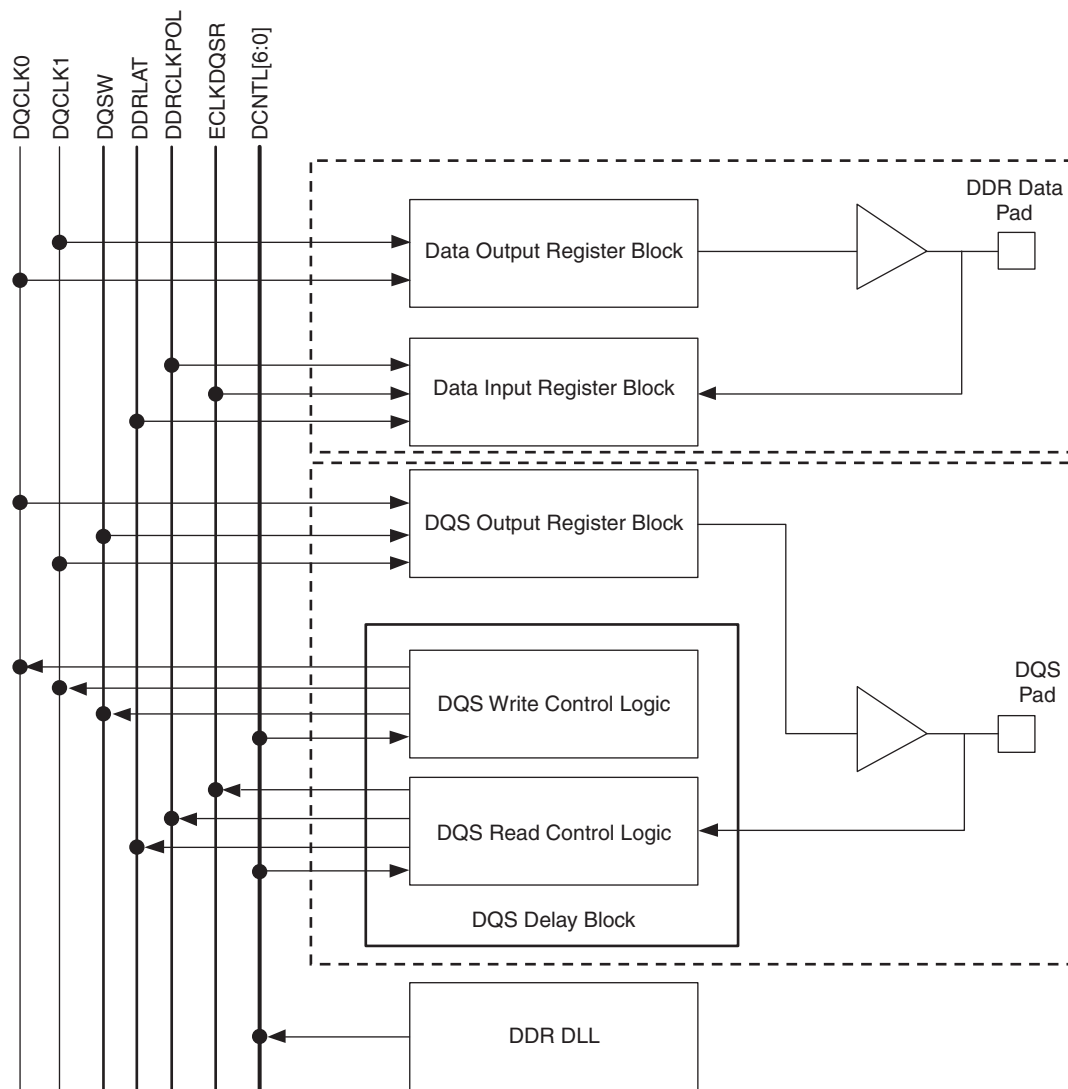 DQCLK0
DQCLK1
DQSW
DDRLAT
DDRCLKPOL
ECLKDQSR
DCNTL[6:0]
DDR Data
Pad
Data Output Register Block
Data Input Register Block
DQS Output Register Block
DQS Write Control Logic
DQS
Pad
DQS Read Control Logic
DQS Delay Block
DDR DLL